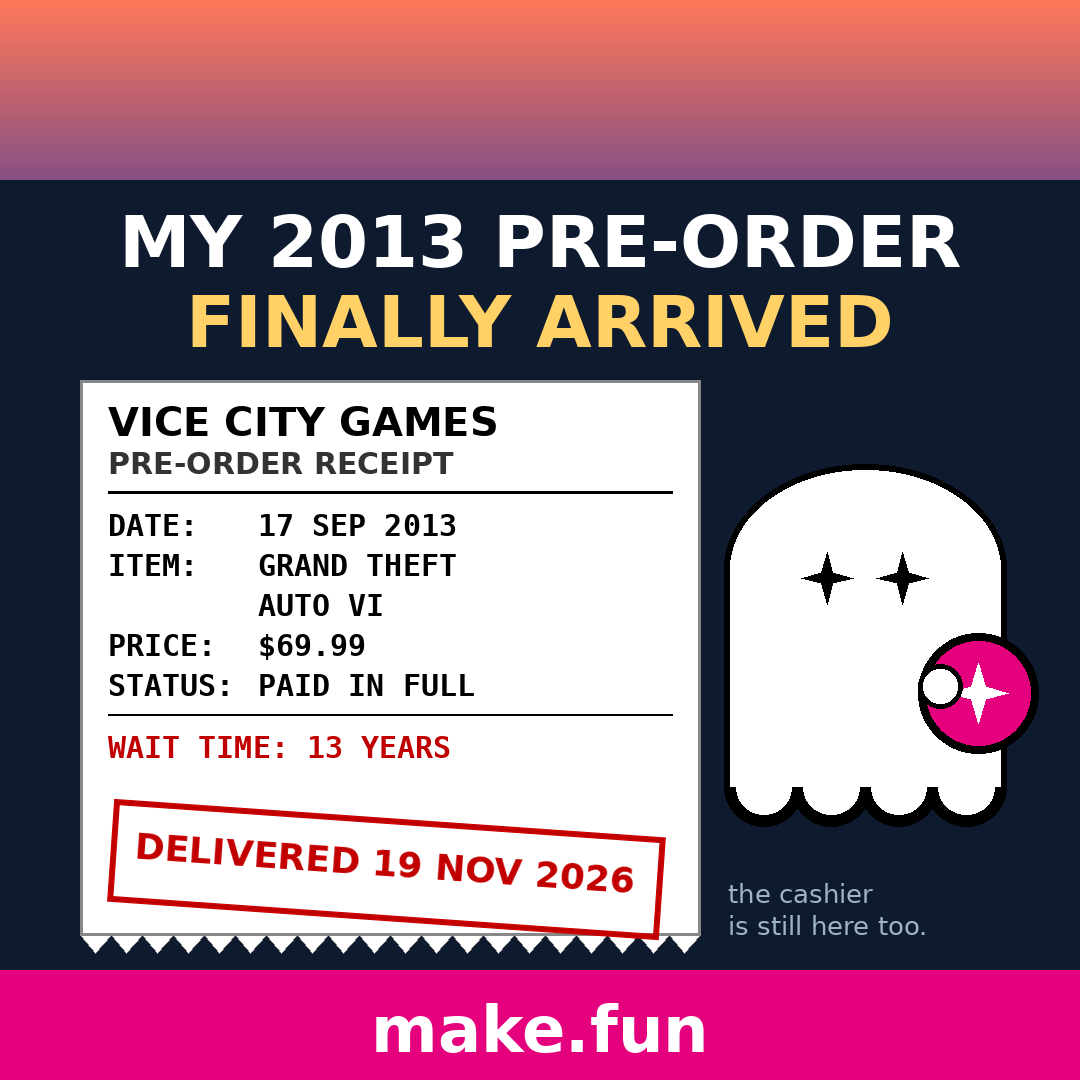 MY 2013 PRE-ORDER
FINALLY ARRIVED
VICE CITY GAMES
PRE-ORDER RECEIPT
DATE: 17 SEP 2013
ITEM: GRAND THEFT
AUTO VI
PRICE: $69.99
STATUS: PAID IN FULL
WAIT TIME: 13 YEARS
DELIVERED 19 NOV 2026
the cashier
is still here too.
make.fun